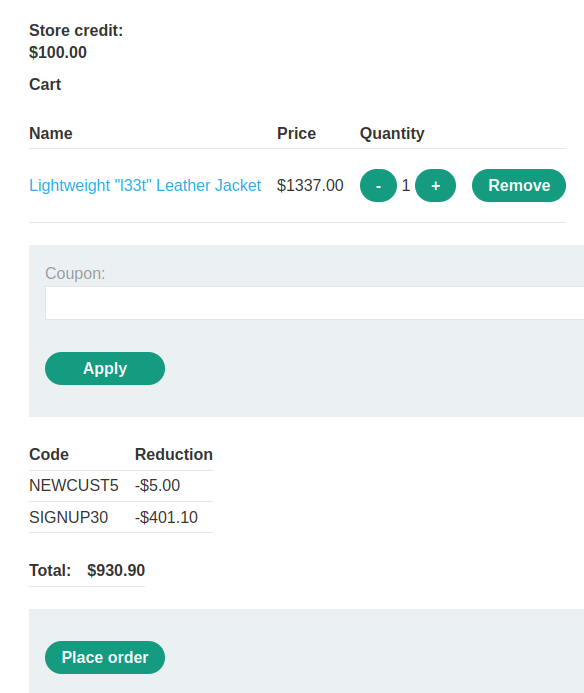 Store credit:
$100.00
Cart
Name Price Quantity
Lightweight "l33t" Leather Jacket $1337.00 - 1 + Remove
Coupon:
Apply
Code Reduction
NEWCUST5 -$5.00
SIGNUP30 -$401.10
Total: $930.90
Place order